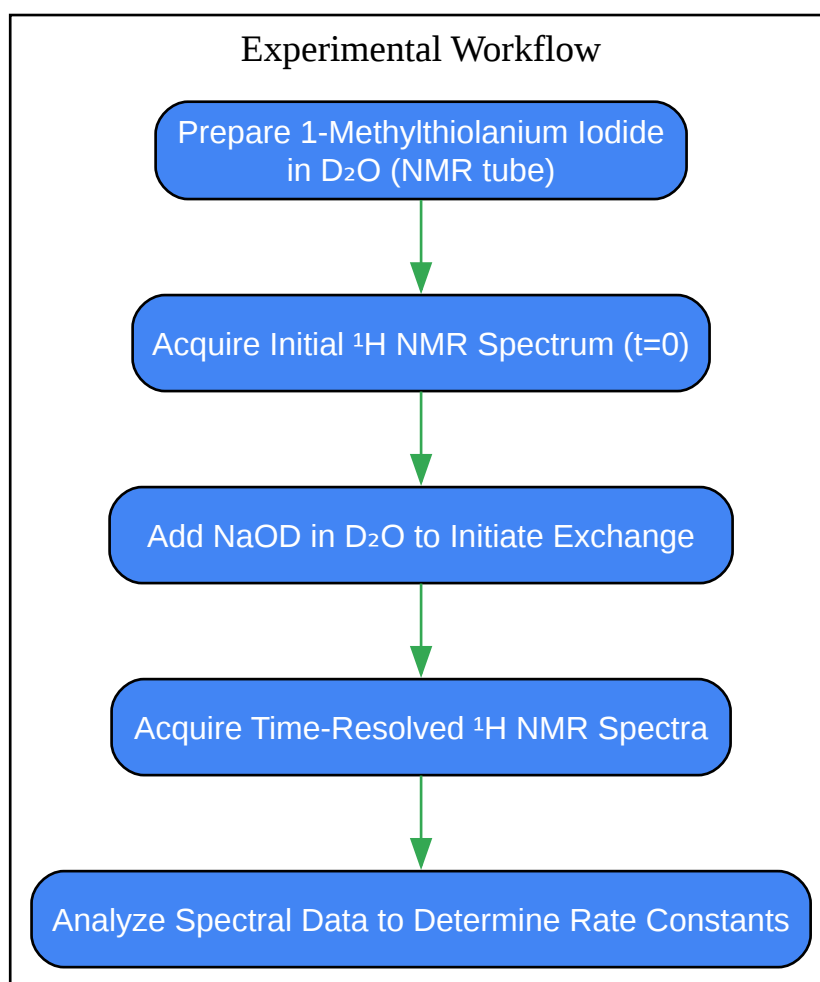 Experimental Workflow
Prepare 1-Methylthiolanium Iodide
in D₂O (NMR tube)
Acquire Initial ¹H NMR Spectrum (t=0)
Add NaOD in D₂O to Initiate Exchange
Acquire Time-Resolved ¹H NMR Spectra
Analyze Spectral Data to Determine Rate Constants